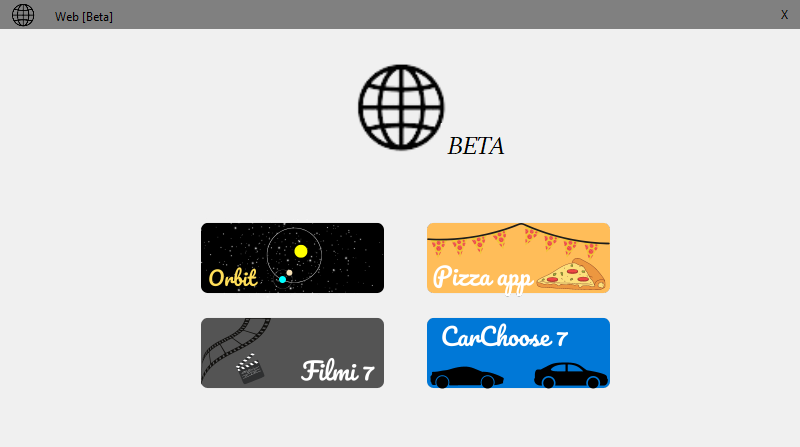 Web [Beta]
X
BETA
Orbit
Pizza app
Filmi 7
CarChoose 7